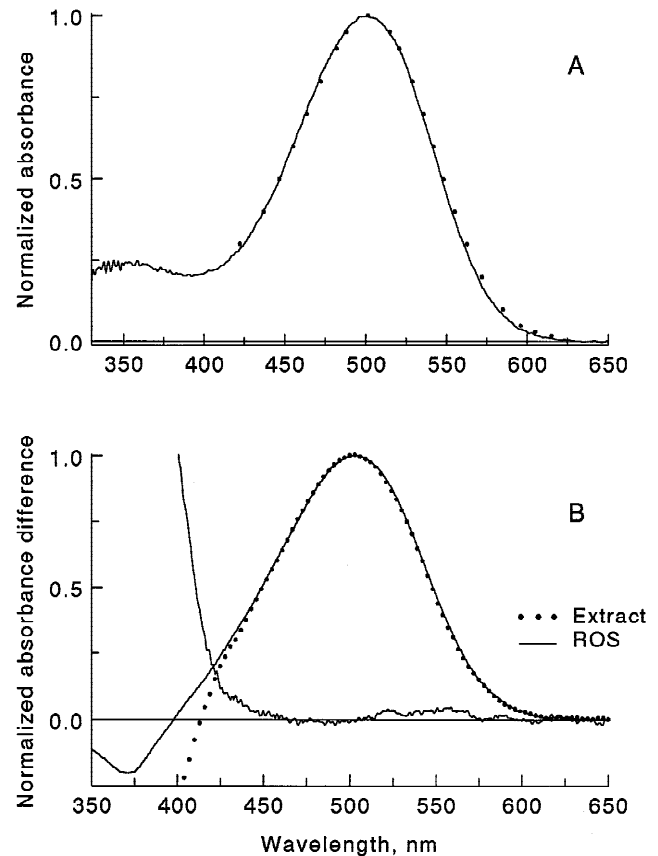 Normalized absorbance
1.0
0.5
0.0
A
350 400 450 500 550 600 650
Normalized absorbance difference
1.0
0.5
0.0
B
Extract
ROS
350 400 450 500 550 600 650
Wavelength, nm